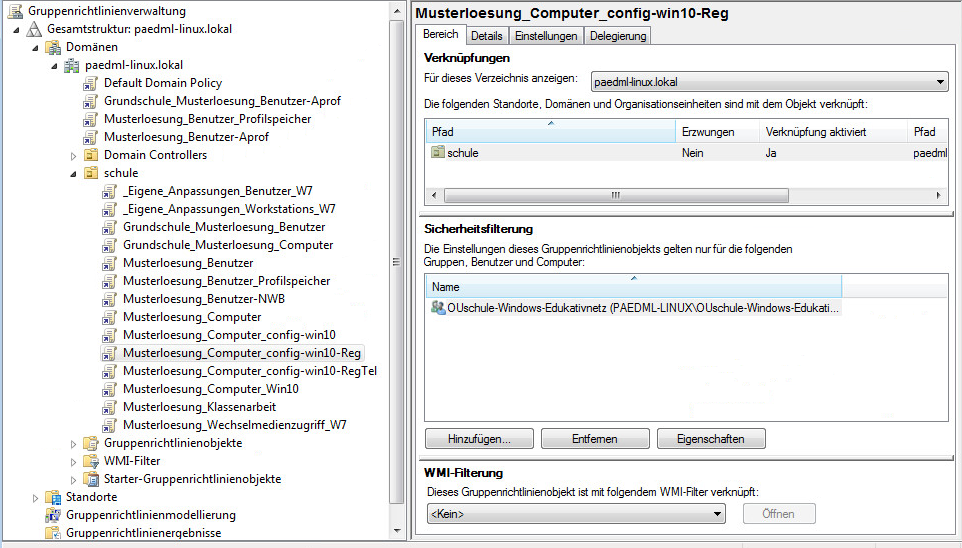 Gruppenrichtlinienverwaltung
Gesamtstruktur: paedml-linux.lokal
Domänen
paedml-linux.lokal
Default Domain Policy
Grundschule_Musterloesung_Benutzer-Aprof
Musterloesung_Benutzer_Profilspeicher
Musterloesung_Benutzer-Aprof
Domain Controllers
schule
_Eigene_Anpassungen_Benutzer_W7
_Eigene_Anpassungen_Workstations_W7
Grundschule_Musterloesung_Benutzer
Grundschule_Musterloesung_Computer
Musterloesung_Benutzer
Musterloesung_Benutzer_Profilspeicher
Musterloesung_Benutzer-NWB
Musterloesung_Computer
Musterloesung_Computer_config-win10
Musterloesung_Computer_config-win10-Reg
Musterloesung_Computer_config-win10-RegTel
Musterloesung_Computer_Win10
Musterloesung_Klassenarbeit
Musterloesung_Wechselmedienzugriff_W7
Gruppenrichtlinienobjekte
WMI-Filter
Starter-Gruppenrichtlinienobjekte
Standorte
Gruppenrichtlinienmodellierung
Gruppenrichtlinienergebnisse
Musterloesung_Computer_config-win10-Reg
Bereich Details Einstellungen Delegierung
Verknüpfungen
Für dieses Verzeichnis anzeigen: paedml-linux.lokal
Die folgenden Standorte, Domänen und Organisationseinheiten sind mit dem Objekt verknüpft:
Pfad Erzwungen Verknüpfung aktiviert Pfad
schule Nein Ja paedml
Sicherheitsfilterung
Die Einstellungen dieses Gruppenrichtlinienobjekts gelten nur für die folgenden
Gruppen, Benutzer und Computer:
Name
OUschule-Windows-Edukativnetz (PAEDML-LINUX\OUschule-Windows-Edukati...
Hinzufügen... Entfernen Eigenschaften
WMI-Filterung
Dieses Gruppenrichtlinienobjekt ist mit folgendem WMI-Filter verknüpft:
<Kein> Öffnen